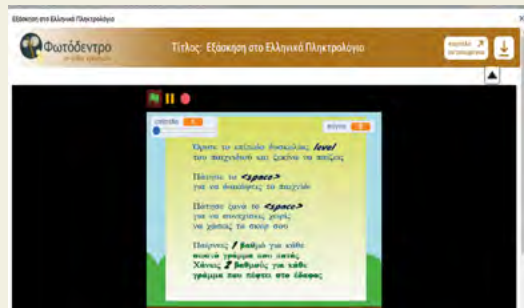 Εξάσκηση στο Ελληνικό Πληκτρολόγιο
Φωτόδεντρο
Τίτλος: Εξάσκηση στο Ελληνικό Πληκτρολόγιο
Όρισε το επίπεδο δυσκολίας level
του παιχνιδιού και ξεκίνα να παίζεις
Πάτησε το <space>
για να διακόψεις το παιχνίδι
Πάτησε ξανά το <space>
για να συνεχίσεις χωρίς
να χάσεις το σκορ σου
Παίρνεις 1 βαθμό για κάθε
σωστό γράμμα που πατάς
Χάνεις 2 βαθμούς για κάθε
γράμμα που πέφτει στο έδαφος